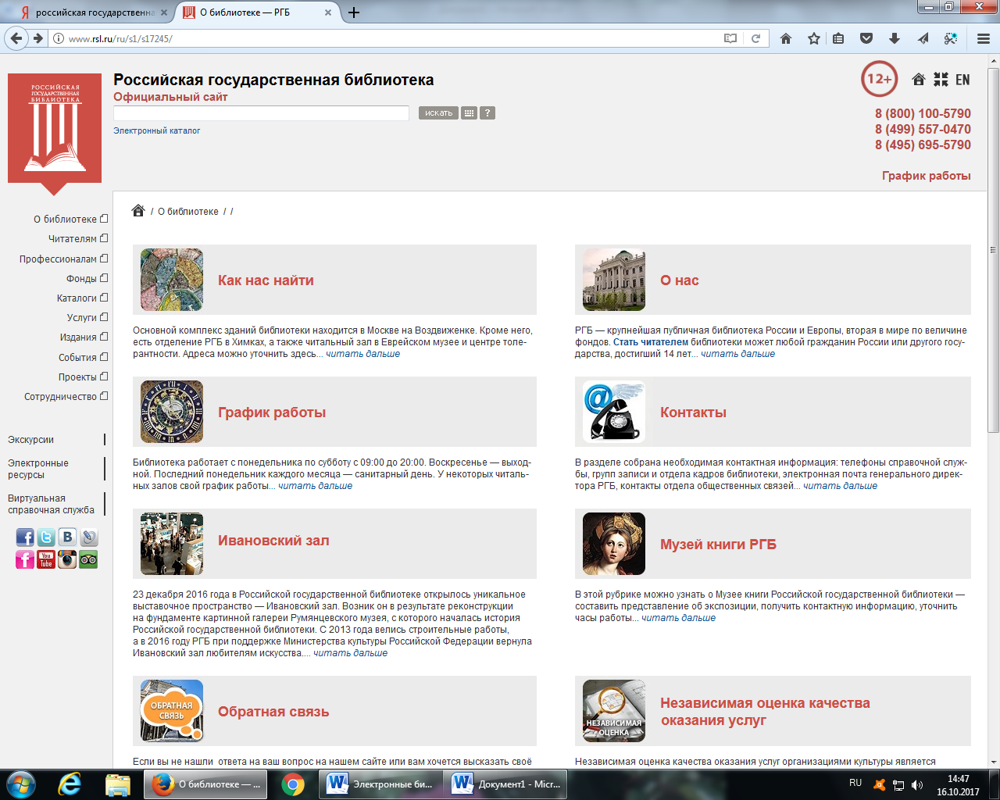 российская государственна
О библиотеке — РГБ
www.rsl.ru/ru/s1/s17245/
РОССИЙСКАЯ
ГОСУДАРСТВЕННАЯ
БИБЛИОТЕКА
Российская государственная библиотека
Официальный сайт
искать
?
Электронный каталог
12+
EN
8 (800) 100-5790
8 (499) 557-0470
8 (495) 695-5790
График работы
О библиотеке
Читателям
Профессионалам
Фонды
Каталоги
Услуги
Издания
События
Проекты
Сотрудничество
Экскурсии
Электронные
ресурсы
Виртуальная
справочная служба
You
Tube
/ О библиотеке / /
Как нас найти
Основной комплекс зданий библиотеки находится в Москве на Воздвиженке. Кроме него,
есть отделение РГБ в Химках, а также читальный зал в Еврейском музее и центре толе-
рантности. Адреса можно уточнить здесь... читать дальше
О нас
РГБ — крупнейшая публичная библиотека России и Европы, вторая в мире по величине
фондов. Стать читателем библиотеки может любой гражданин России или другого госу-
дарства, достигший 14 лет... читать дальше
График работы
Библиотека работает с понедельника по субботу с 09:00 до 20:00. Воскресенье — выход-
ной. Последний понедельник каждого месяца — санитарный день. У некоторых читаль-
ных залов свой график работы... читать дальше
Контакты
В разделе собрана необходимая контактная информация: телефоны справочной служ-
бы, групп записи и отдела кадров библиотеки, электронная почта генерального дирек-
тора РГБ, контакты отдела общественных связей... читать дальше
Ивановский зал
23 декабря 2016 года в Российской государственной библиотеке открылось уникальное
выставочное пространство — Ивановский зал. Возник он в результате реконструкции
на фундаменте картинной галереи Румянцевского музея, с которого началась история
Российской государственной библиотеки. С 2013 года велись строительные работы,
а в 2016 году РГБ при поддержке Министерства культуры Российской Федерации вернула
Ивановский зал любителям искусства.... читать дальше
Музей книги РГБ
В этой рубрике можно узнать о Музее книги Российской государственной библиотеки —
составить представление об экспозиции, получить контактную информацию, уточнить
часы работы... читать дальше
ОБРАТНАЯ
СВЯЗЬ
Обратная связь
Если вы не нашли ответа на ваш вопрос на нашем сайте или вам хочется высказать своё
НЕЗАВИСИМАЯ
ОЦЕНКА
Независимая оценка качества
оказания услуг
Независимая оценка качества оказания услуг организациями культуры является
О библиотеке — ...
Электронные би...
Документ1 - Micr...
RU
14:47
16.10.2017